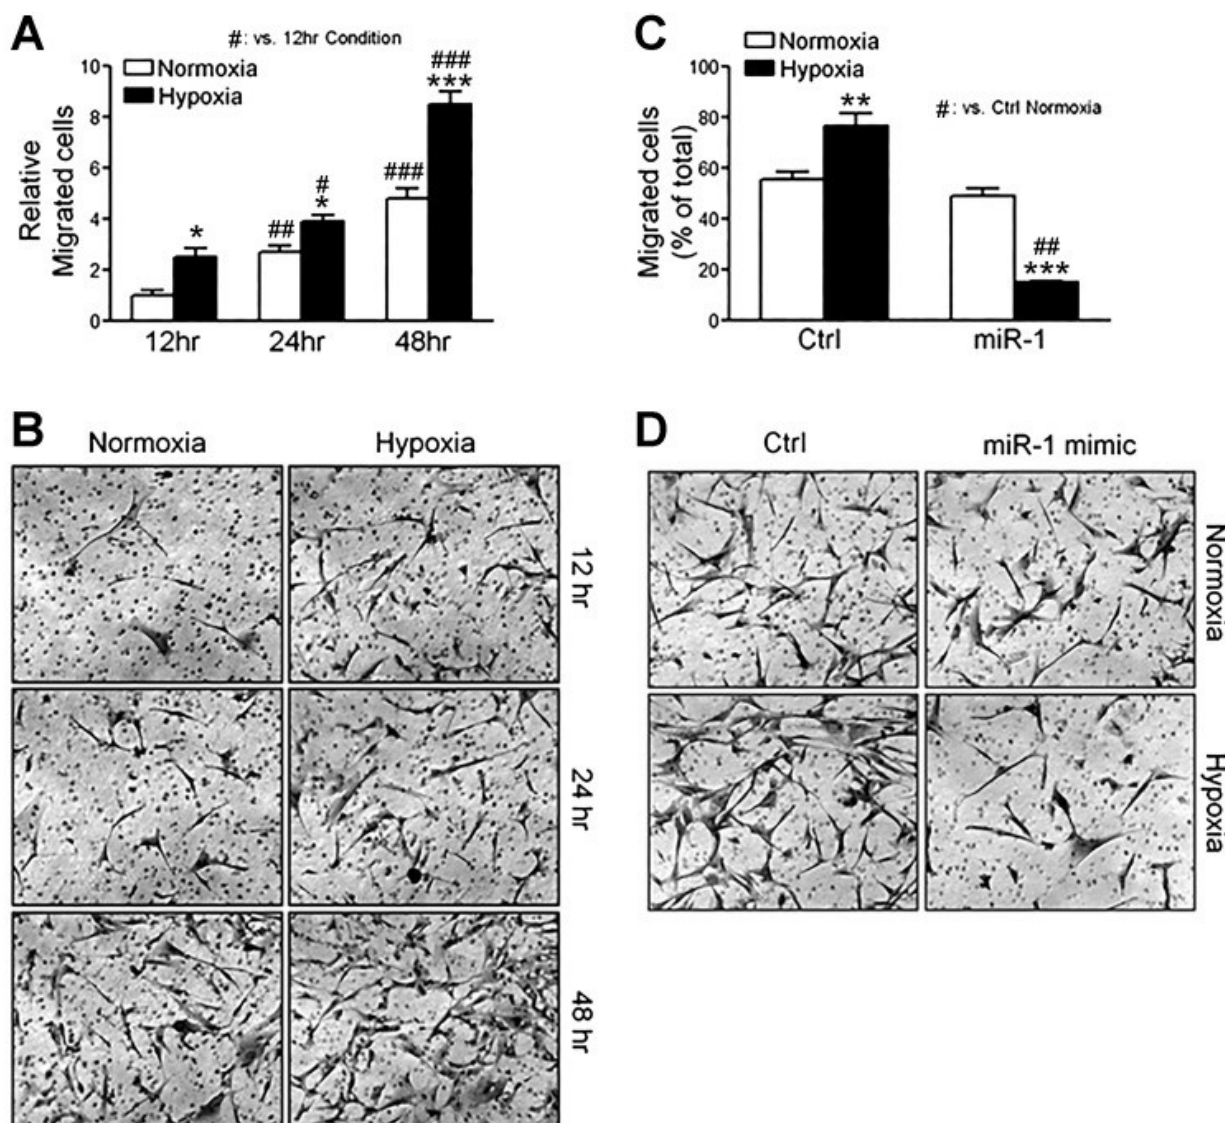 A
#: vs. 12hr Condition
Normoxia
Hypoxia
Relative
Migrated cells
10
8
6
4
2
0
*
##
#
*
###
###
***
12hr
24hr
48hr
C
Normoxia
Hypoxia
#: vs. Ctrl Normoxia
Migrated cells
(% of total)
100
80
60
40
20
0
**
##
***
Ctrl
miR-1
B
Normoxia
Hypoxia
12 hr
24 hr
48 hr
D
Ctrl
miR-1 mimic
Normoxia
Hypoxia